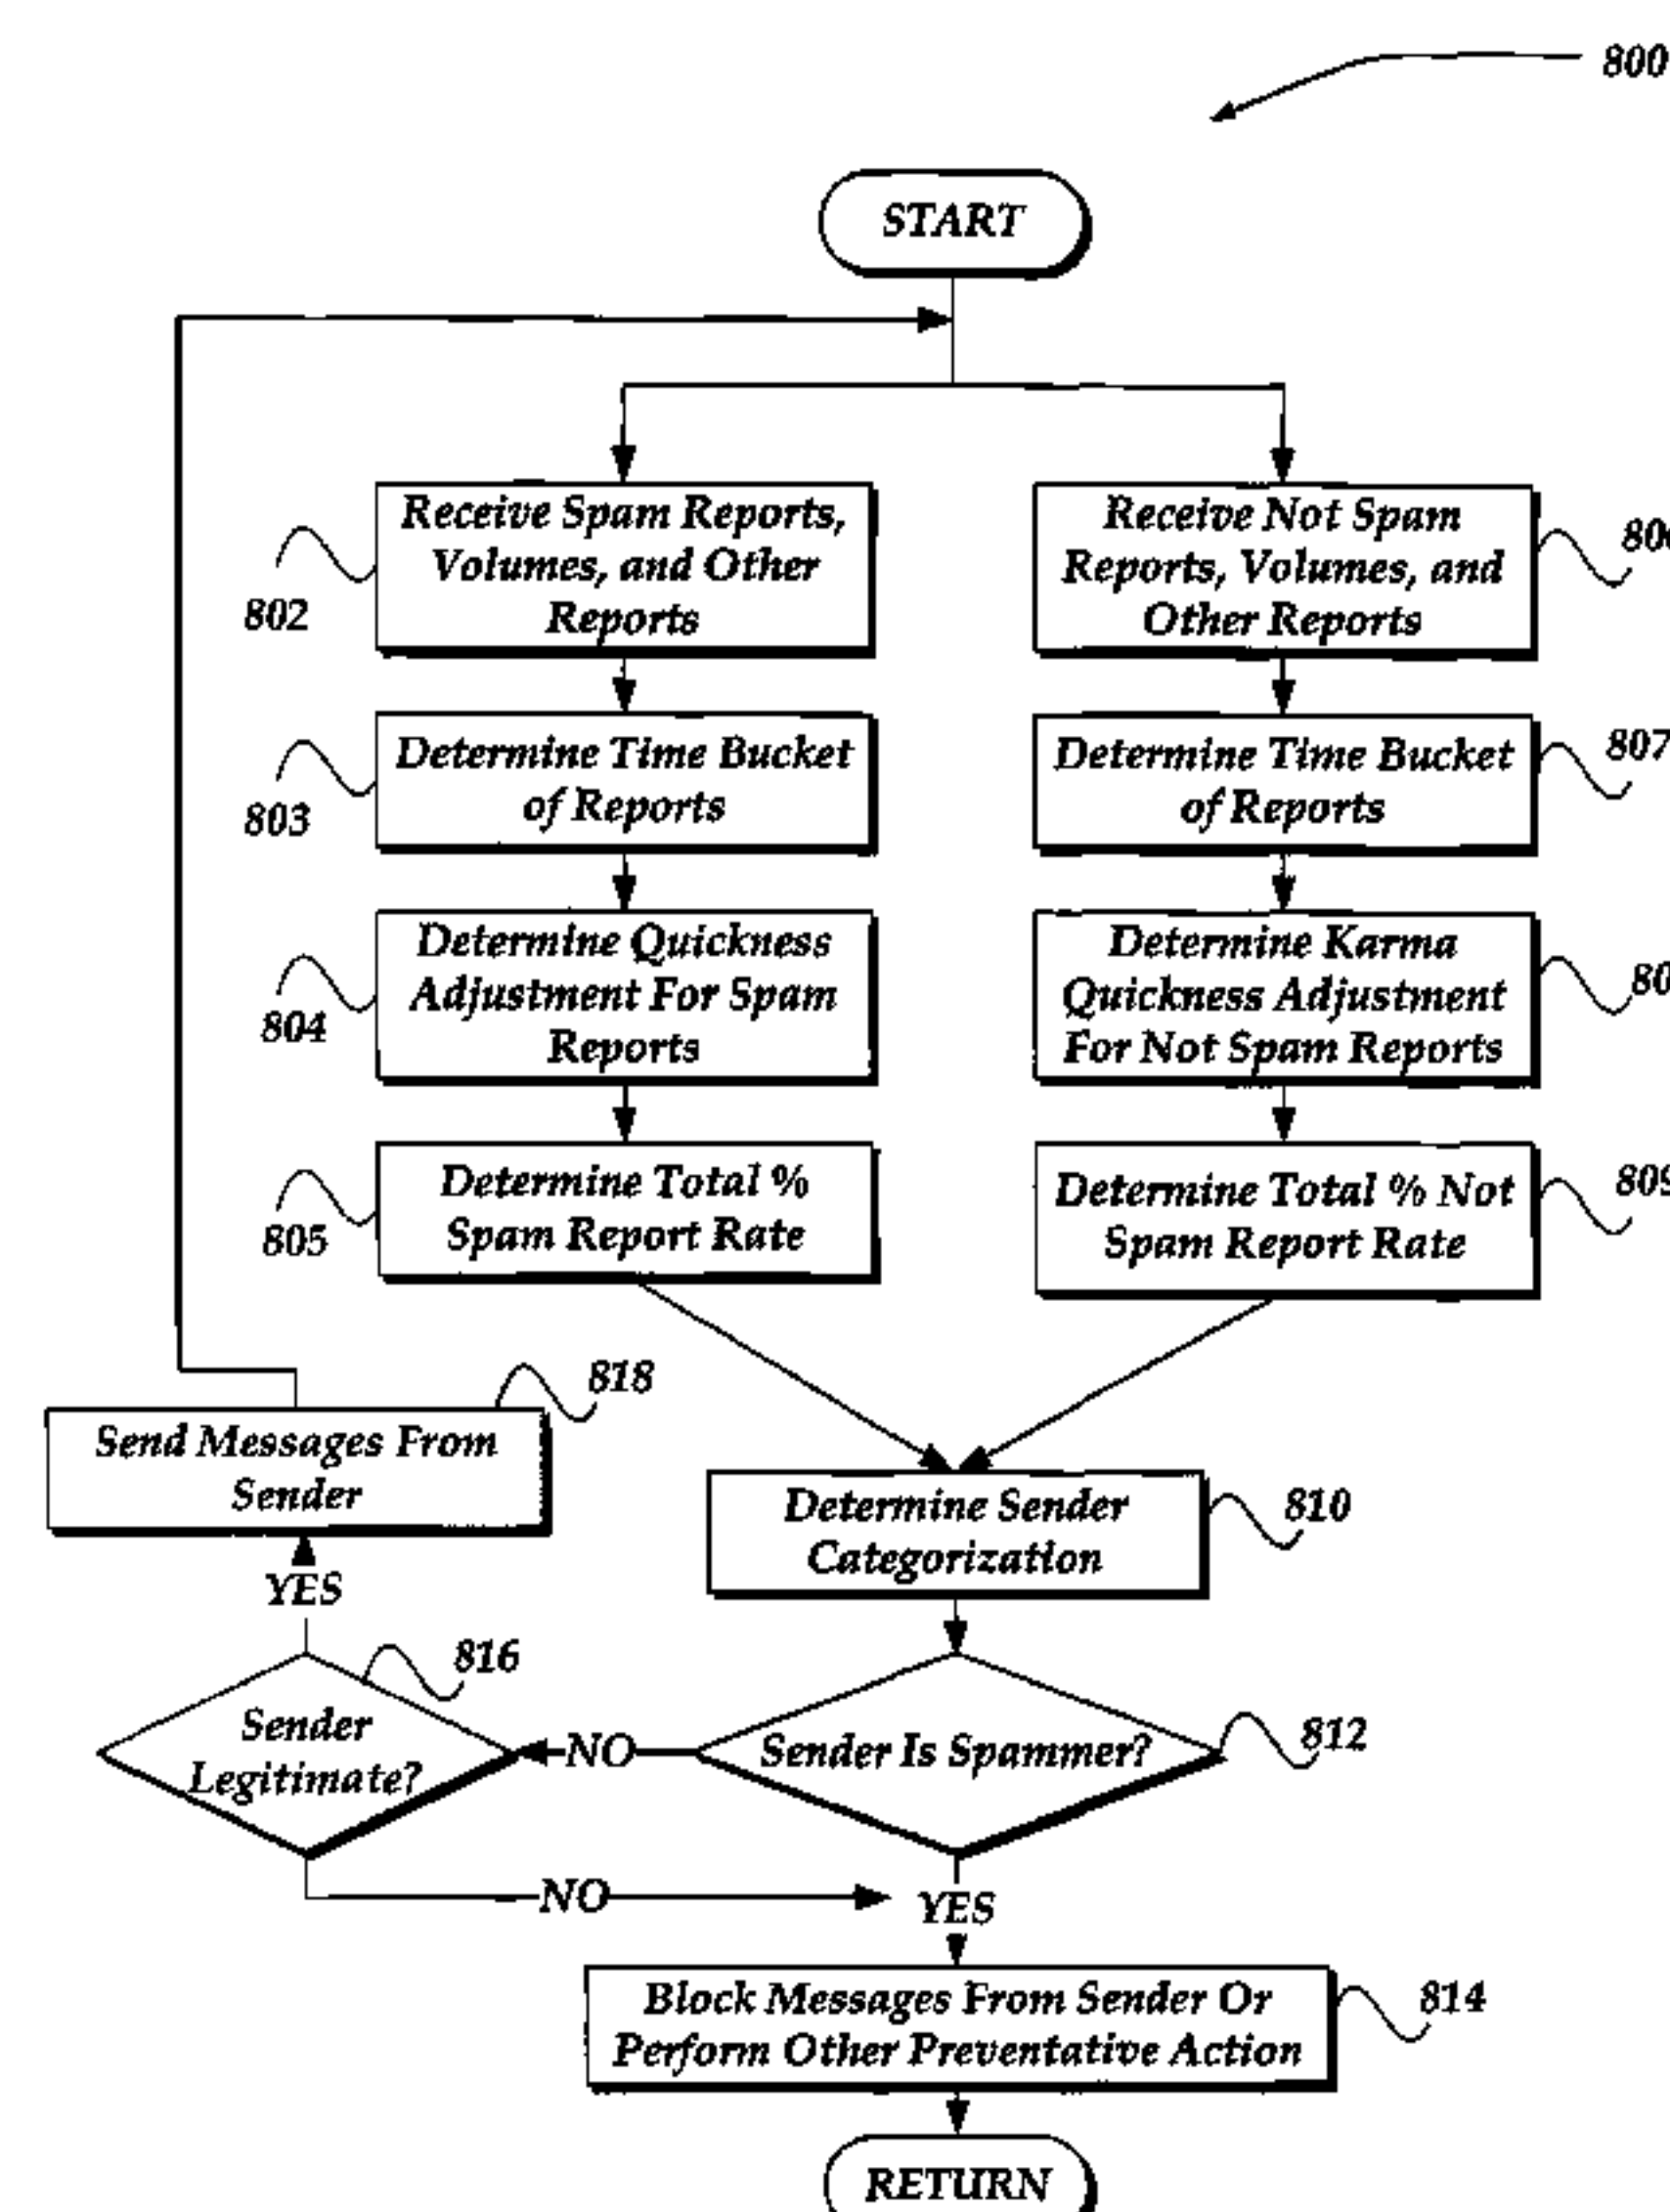 800
START
Receive Spam Reports,
Volumes, and Other
Reports
802
Receive Not Spam
Reports, Volumes, and
Other Reports
Determine Time Bucket
of Reports
803
Determine Time Bucket
of Reports
807
Determine Quickness
Adjustment For Spam
Reports
804
Determine Karma
Quickness Adjustment
For Not Spam Reports
Determine Total %
Spam Report Rate
805
Determine Total % Not
Spam Report Rate
809
818
Send Messages From
Sender
Determine Sender
Categorization
810
YES
816
Sender
Legitimate?
NO
Sender Is Spammer?
812
NO
YES
Block Messages From Sender Or
Perform Other Preventative Action
814
RETURN